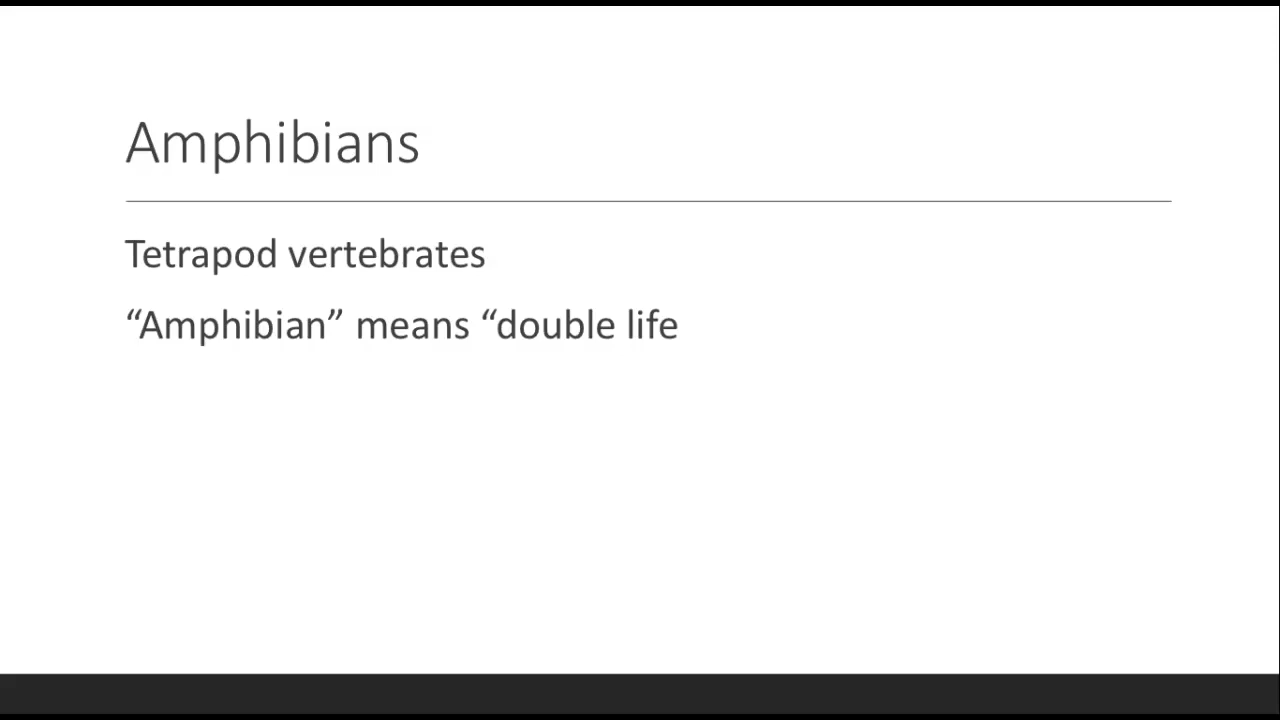 Amphibians
Tetrapod vertebrates
“Amphibian” means “double life